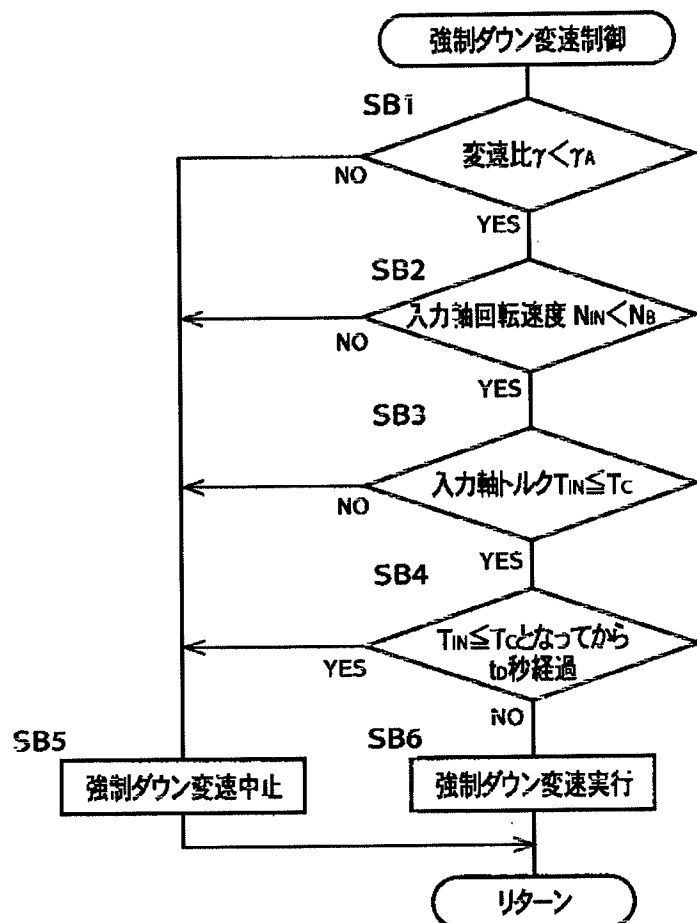 強制ダウン変速制御
SB1
変速比γ<γA
NO
YES
SB2
入力軸回転速度 NIN<NB
NO
YES
SB3
入力軸トルクTIN≦TC
NO
YES
SB4
TIN≦TCとなってから
tD秒経過
YES
NO
SB5
SB6
強制ダウン変速中止
強制ダウン変速実行
リターン